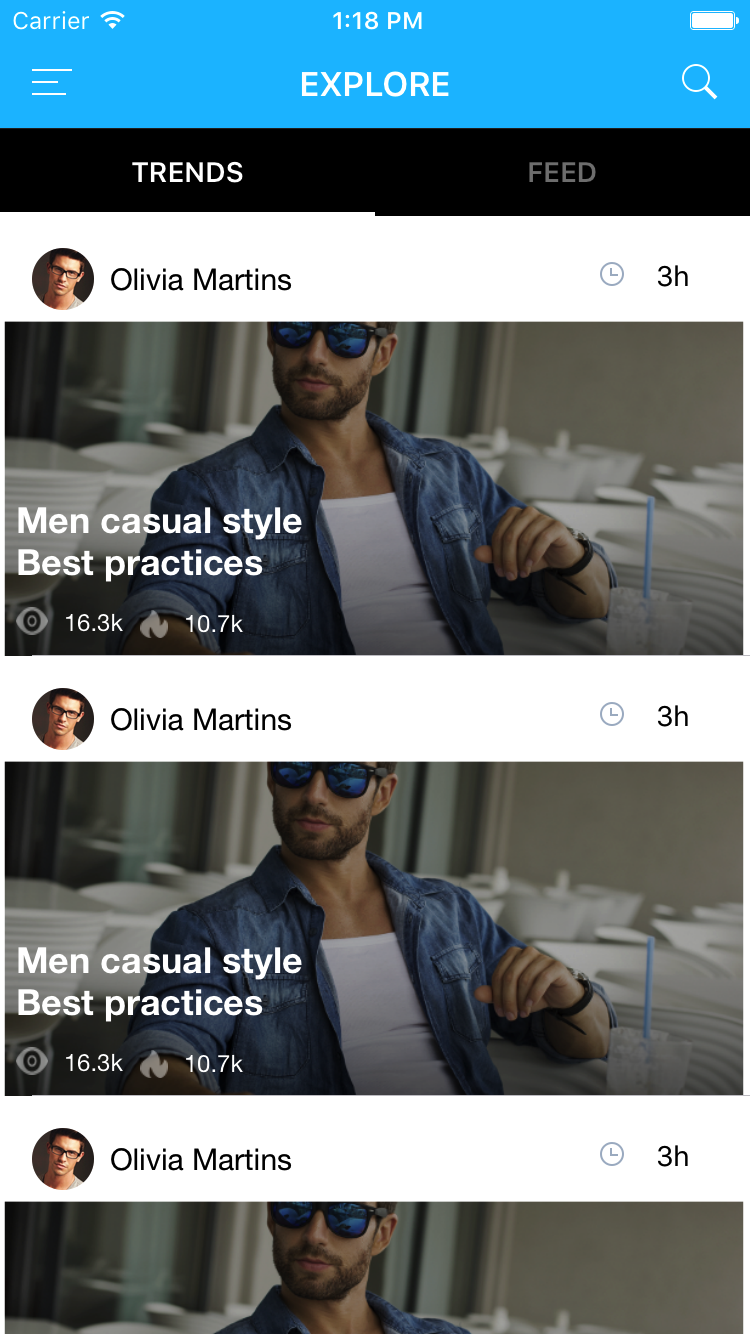 Carrier 1:18 PM
EXPLORE
TRENDS FEED
Olivia Martins 3h
Men casual style
Best practices
16.3k 10.7k
Olivia Martins 3h
Men casual style
Best practices
16.3k 10.7k
Olivia Martins 3h